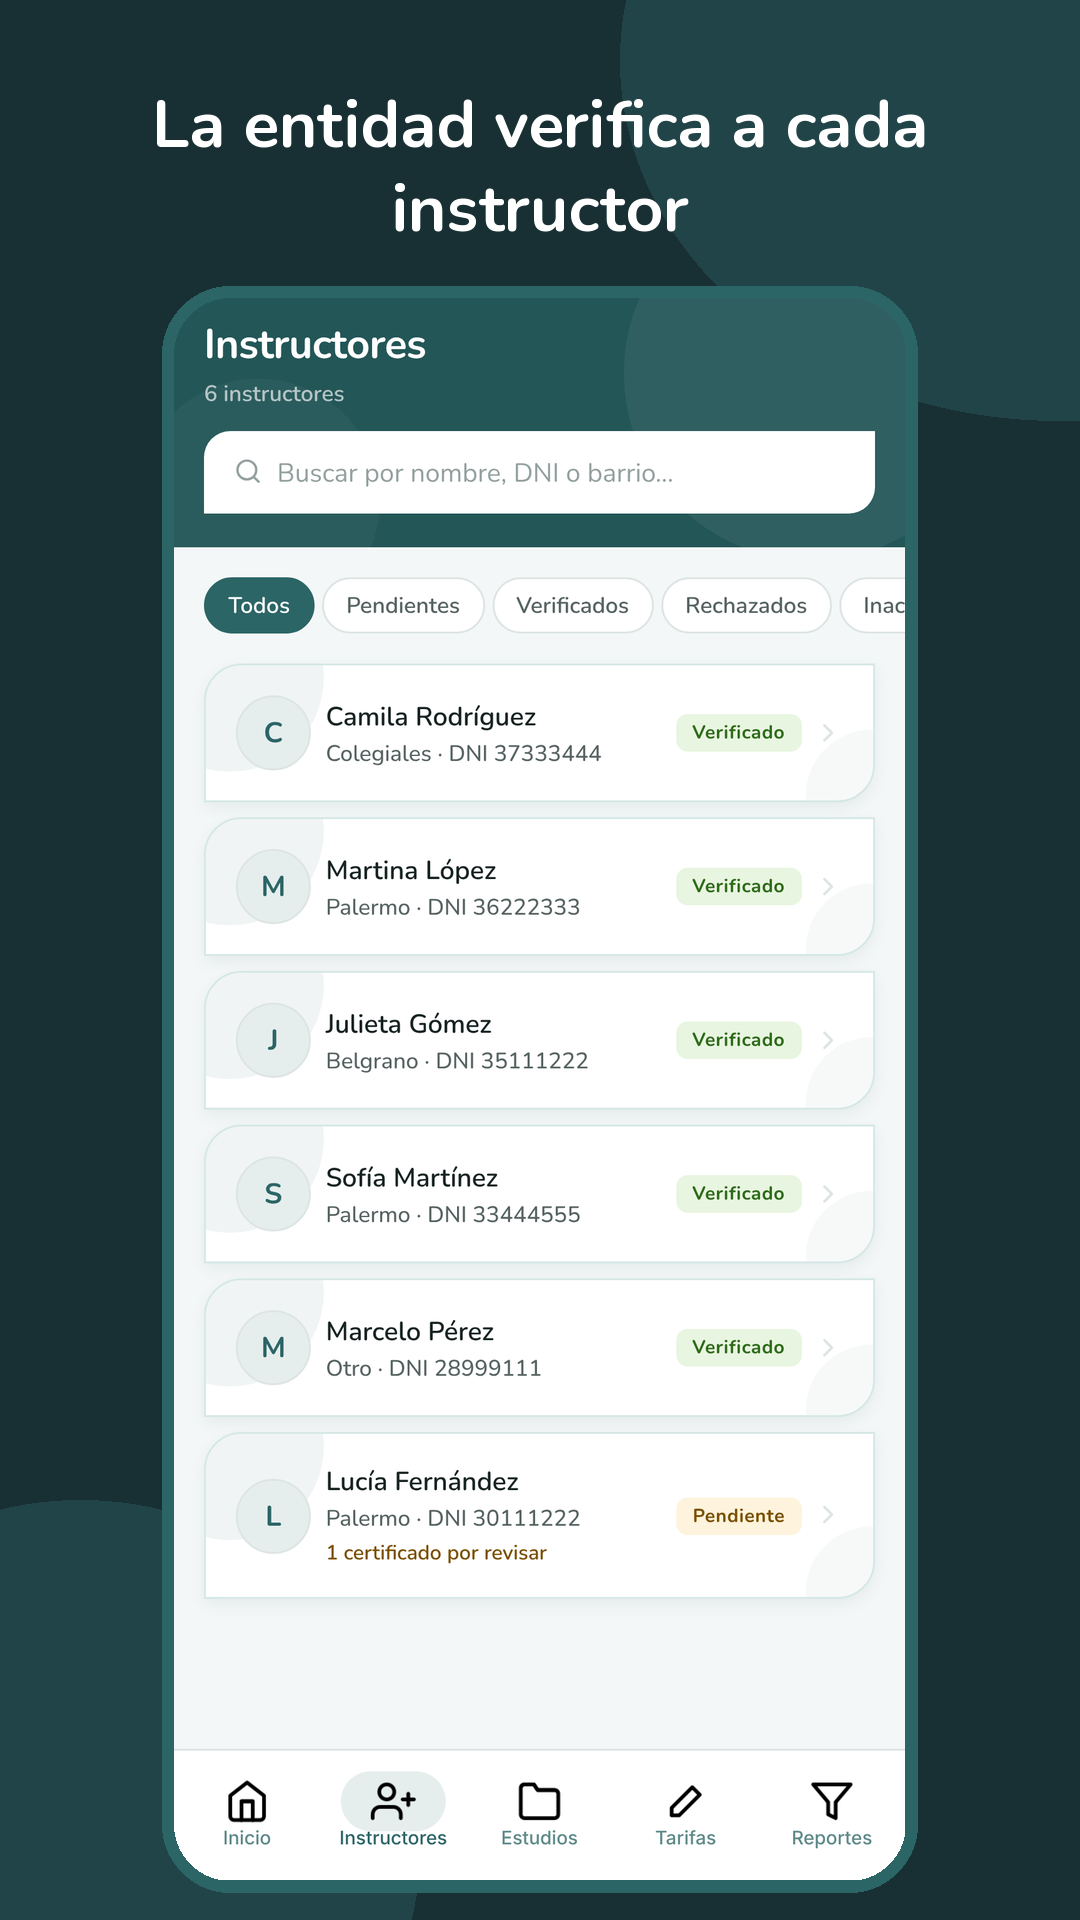 La entidad verifica a cada
instructor
Instructores
6 instructores
Buscar por nombre, DNI o barrio...
Todos
Pendientes
Verificados
Rechazados
Inac
C
Camila Rodríguez
Colegiales · DNI 37333444
Verificado
M
Martina López
Palermo · DNI 36222333
Verificado
J
Julieta Gómez
Belgrano · DNI 35111222
Verificado
S
Sofía Martínez
Palermo · DNI 33444555
Verificado
M
Marcelo Pérez
Otro · DNI 28999111
Verificado
L
Lucía Fernández
Palermo · DNI 30111222
1 certificado por revisar
Pendiente
Inicio
Instructores
Estudios
Tarifas
Reportes